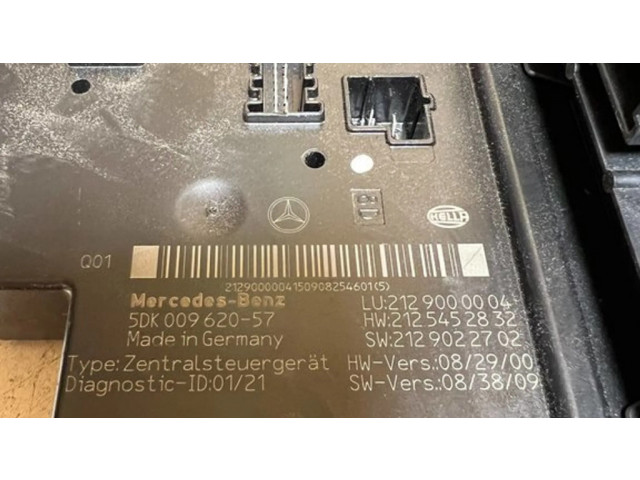 HELLA
Q01
2129000004150908254601(5)
Mercedes-Benz LU:212 900 00 04
5DK 009 620-57 HW:212 545 28 32
Made in Germany SW:212 902 27 02
Type: Zentralsteuergerät HW-Vers.:08/29/00
Diagnostic-ID:01/21 SW-Vers.:08/38/09